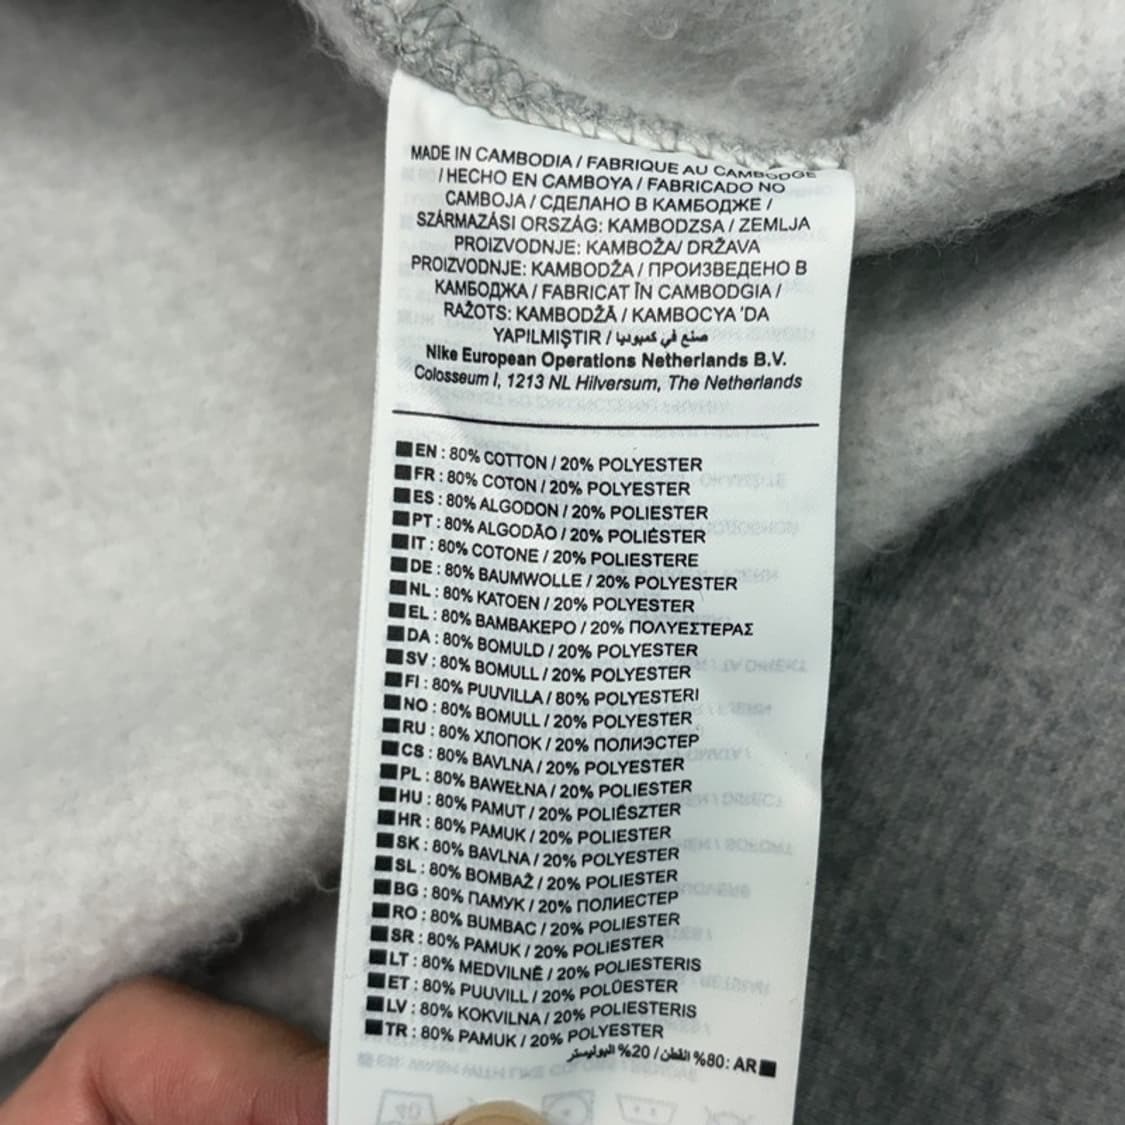 MADE IN CAMBODIA / FABRIQUE AU CAMBODGE
/ HECHO EN CAMBOYA / FABRICADO NO
CAMBOJA / СДЕЛАНО В КАМБОДЖЕ /
SZÁRMAZÁSI ORSZÁG: KAMBODZSA / ZEMLJA
PROIZVODNJE: KAMBOŽA/ DRŽAVA
PROIZVODNJE: KAMBODŽA / ПРОИЗВЕДЕНО В
КАМБОДЖА / FABRICAT ÎN CAMBODGIA /
RAŽOTS: KAMBODŽĀ / KAMBOCYA 'DA
YAPILMIŞTIR / صنع في كمبوديا
Nike European Operations Netherlands B.V.
Colosseum I, 1213 NL Hilversum, The Netherlands
EN : 80% COTTON / 20% POLYESTER
FR : 80% COTON / 20% POLYESTER
ES : 80% ALGODON / 20% POLIESTER
PT : 80% ALGODÃO / 20% POLIÉSTER
IT : 80% COTONE / 20% POLIESTERE
DE : 80% BAUMWOLLE / 20% POLYESTER
NL : 80% KATOEN / 20% POLYESTER
EL : 80% ΒΑΜΒΑΚΕΡΟ / 20% ΠΟΛΥΕΣΤΕΡΑΣ
DA : 80% BOMULD / 20% POLYESTER
SV : 80% BOMULL / 20% POLYESTER
FI : 80% PUUVILLA / 80% POLYESTERI
NO : 80% BOMULL / 20% POLYESTER
RU : 80% ХЛОПОК / 20% ПОЛИЭСТЕР
CS : 80% BAVLNA / 20% POLYESTER
PL : 80% BAWEŁNA / 20% POLIESTER
HU : 80% PAMUT / 20% POLIÉSZTER
HR : 80% PAMUK / 20% POLIESTER
SK : 80% BAVLNA / 20% POLYESTER
SL : 80% BOMBAŽ / 20% POLIESTER
BG : 80% ПАМУК / 20% ПОЛИЕСТЕР
RO : 80% BUMBAC / 20% POLIESTER
SR : 80% PAMUK / 20% POLIESTER
LT : 80% MEDVILNĖ / 20% POLIESTERIS
ET : 80% PUUVILL / 20% POLÜESTER
LV : 80% KOKVILNA / 20% POLIESTERIS
TR : 80% PAMUK / 20% POLYESTER
AR :80% القطن / 20% البوليستر